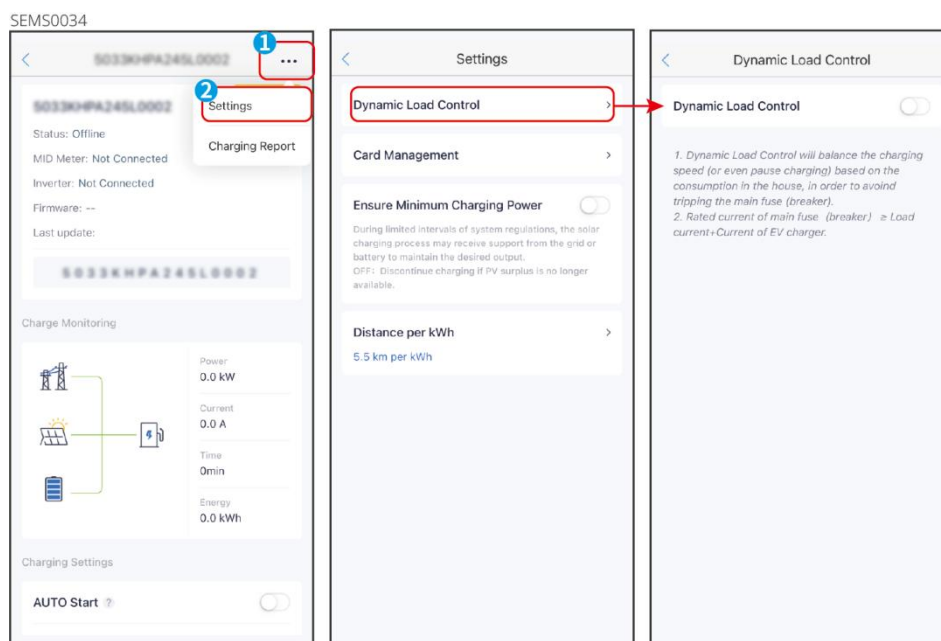 SEMS0034
5033KHPA245L0002
...
1
2
Settings
Charging Report
5033KHPA245L0002
Status: Offline
MID Meter: Not Connected
Inverter: Not Connected
Firmware: --
Last update:
5033KHPA245L0002
Charge Monitoring
Power
0.0 kW
Current
0.0 A
Time
0min
Energy
0.0 kWh
Charging Settings
AUTO Start ?
Settings
Dynamic Load Control
Card Management
Ensure Minimum Charging Power
During limited intervals of system regulations, the solar
charging process may receive support from the grid or
battery to maintain the desired output.
OFF: Discontinue charging if PV surplus is no longer
available.
Distance per kWh
5.5 km per kWh
Dynamic Load Control
Dynamic Load Control
1. Dynamic Load Control will balance the charging
speed (or even pause charging) based on the
consumption in the house, in order to avoind
tripping the main fuse (breaker).
2. Rated current of main fuse (breaker) ≥ Load
current+Current of EV charger.